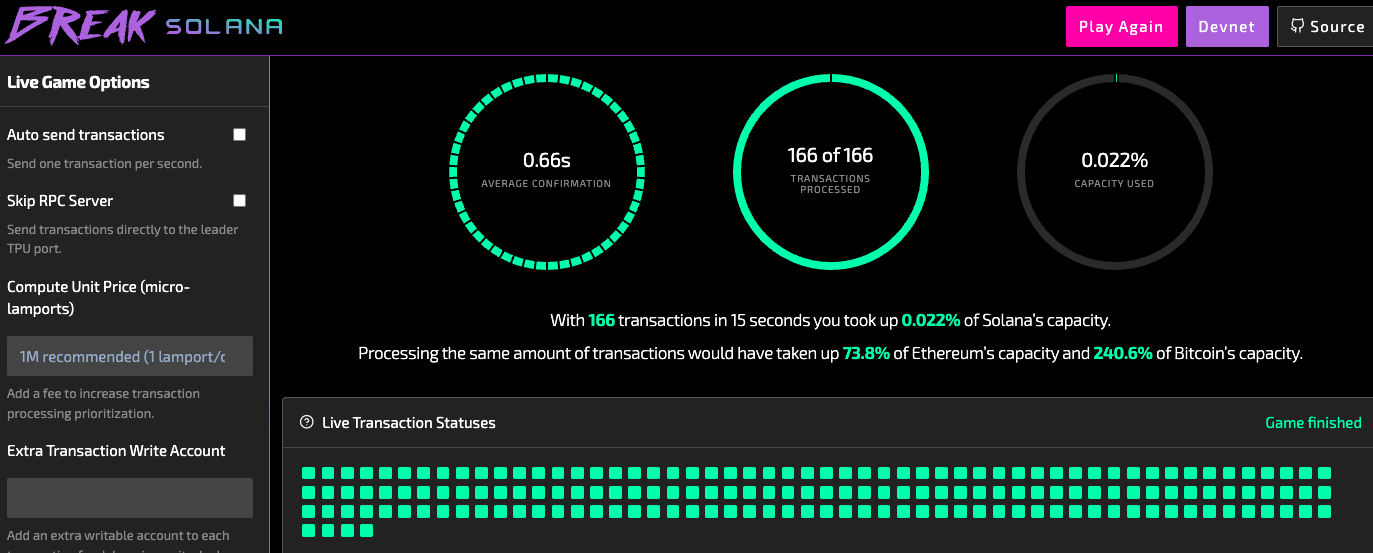 BREAK SOLANA
Play Again
Devnet
Source
Live Game Options
Auto send transactions
Send one transaction per second.
Skip RPC Server
Send transactions directly to the leader
TPU port.
Compute Unit Price (micro-
lamports)
1M recommended (1 lamport/c
Add a fee to increase transaction
processing prioritization.
Extra Transaction Write Account
Add an extra writable account to each
0.66s
AVERAGE CONFIRMATION
166 of 166
TRANSACTIONS
PROCESSED
0.022%
CAPACITY USED
With 166 transactions in 15 seconds you took up 0.022% of Solana's capacity.
Processing the same amount of transactions would have taken up 73.8% of Ethereum's capacity and 240.6% of Bitcoin's capacity.
Live Transaction Statuses
Game finished